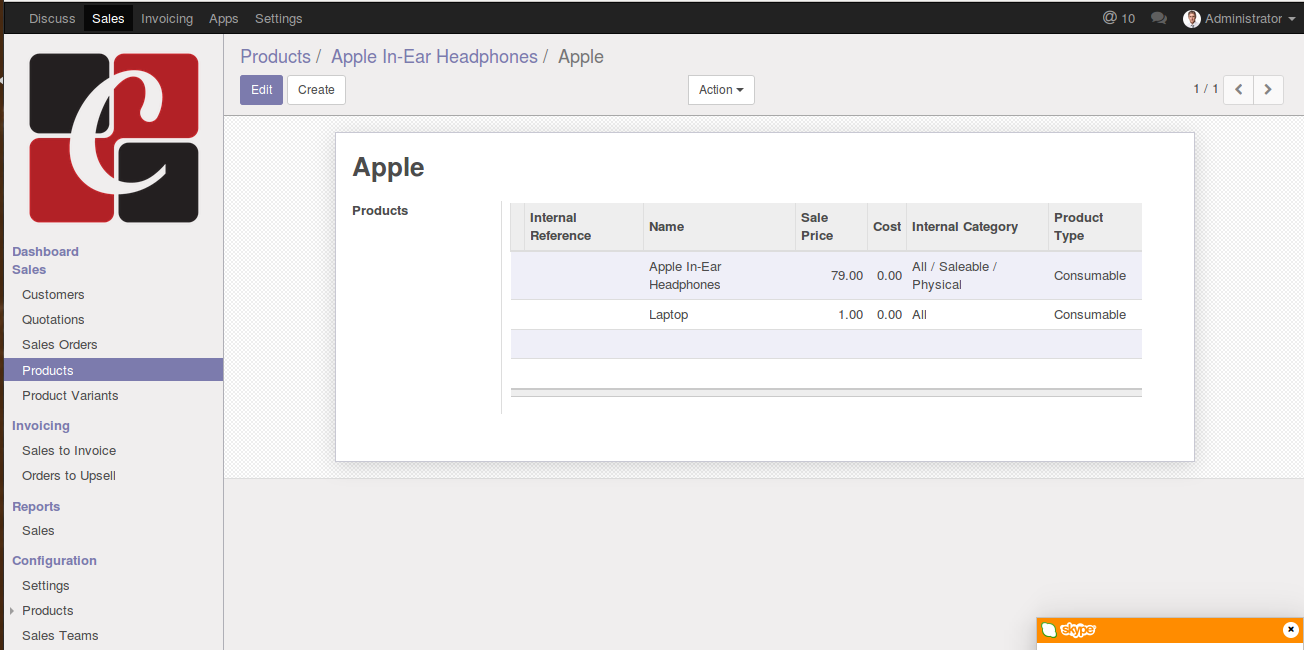 Discuss Sales Invoicing Apps Settings @ 10 Administrator
Products / Apple In-Ear Headphones / Apple
Edit Create Action 1 / 1
C
Apple
Products
Internal Reference Name Sale Price Cost Internal Category Product Type
Apple In-Ear Headphones 79.00 0.00 All / Saleable / Physical Consumable
Laptop 1.00 0.00 All Consumable
Dashboard
Sales
Customers
Quotations
Sales Orders
Products
Product Variants
Invoicing
Sales to Invoice
Orders to Upsell
Reports
Sales
Configuration
Settings
Products
Sales Teams
skype